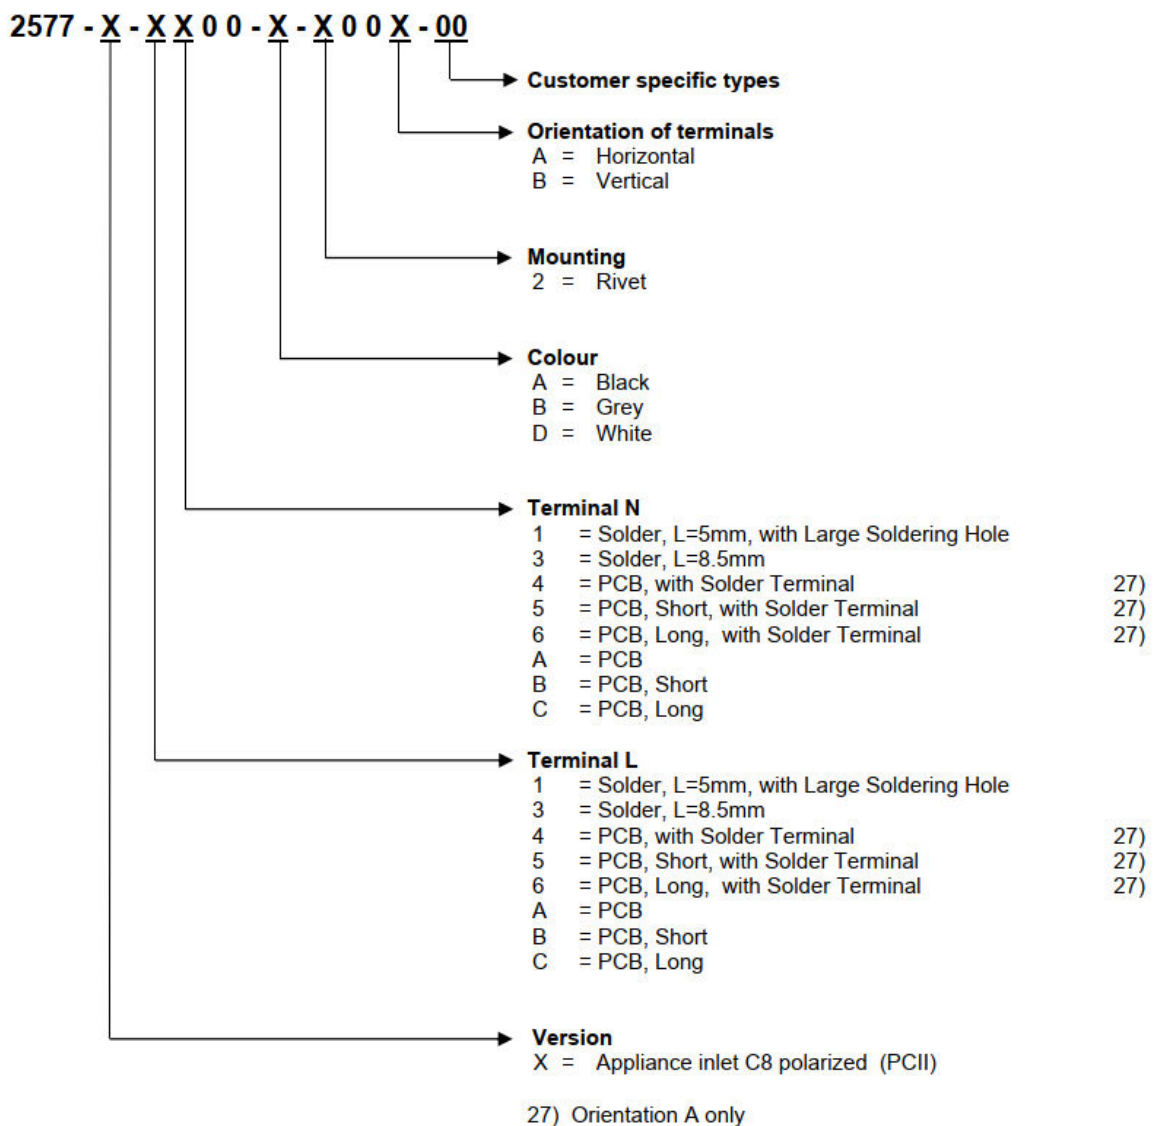 2577 - X - X X 0 0 - X - X 0 0 X - 00
Customer specific types
Orientation of terminals
A = Horizontal
B = Vertical
Mounting
2 = Rivet
Colour
A = Black
B = Grey
D = White
Terminal N
1 = Solder, L=5mm, with Large Soldering Hole
3 = Solder, L=8.5mm
4 = PCB, with Solder Terminal 27)
5 = PCB, Short, with Solder Terminal 27)
6 = PCB, Long, with Solder Terminal 27)
A = PCB
B = PCB, Short
C = PCB, Long
Terminal L
1 = Solder, L=5mm, with Large Soldering Hole
3 = Solder, L=8.5mm
4 = PCB, with Solder Terminal 27)
5 = PCB, Short, with Solder Terminal 27)
6 = PCB, Long, with Solder Terminal 27)
A = PCB
B = PCB, Short
C = PCB, Long
Version
X = Appliance inlet C8 polarized (PCII)
27) Orientation A only